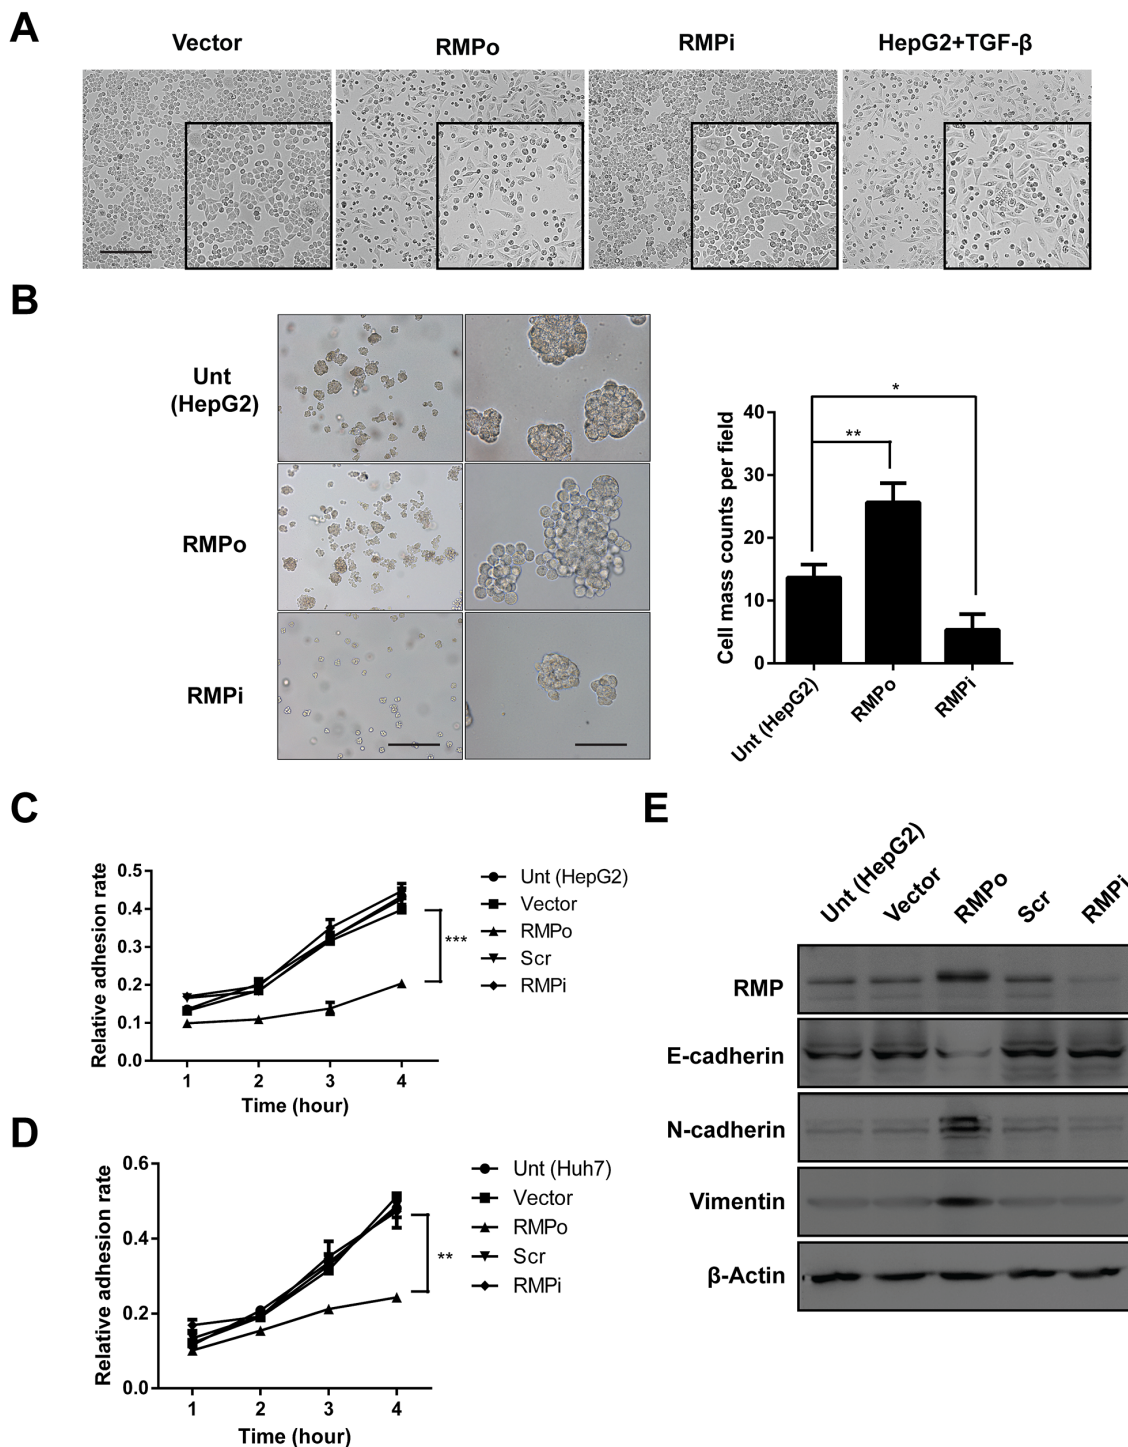 A
Vector
RMPo
RMPi
HepG2+TGF-β
B
Unt
(HepG2)
RMPo
RMPi
Cell mass counts per field
40
30
20
10
0
*
**
Unt (HepG2)
RMPo
RMPi
C
Relative adhesion rate
0.5
0.4
0.3
0.2
0.1
0.0
1 2 3 4
Time (hour)
Unt (HepG2)
Vector
RMPo
Scr
RMPi
***
D
Relative adhesion rate
0.6
0.4
0.2
0.0
1 2 3 4
Time (hour)
Unt (Huh7)
Vector
RMPo
Scr
RMPi
**
E
Unt (HepG2)
Vector
RMPo
Scr
RMPi
RMP
E-cadherin
N-cadherin
Vimentin
β-Actin